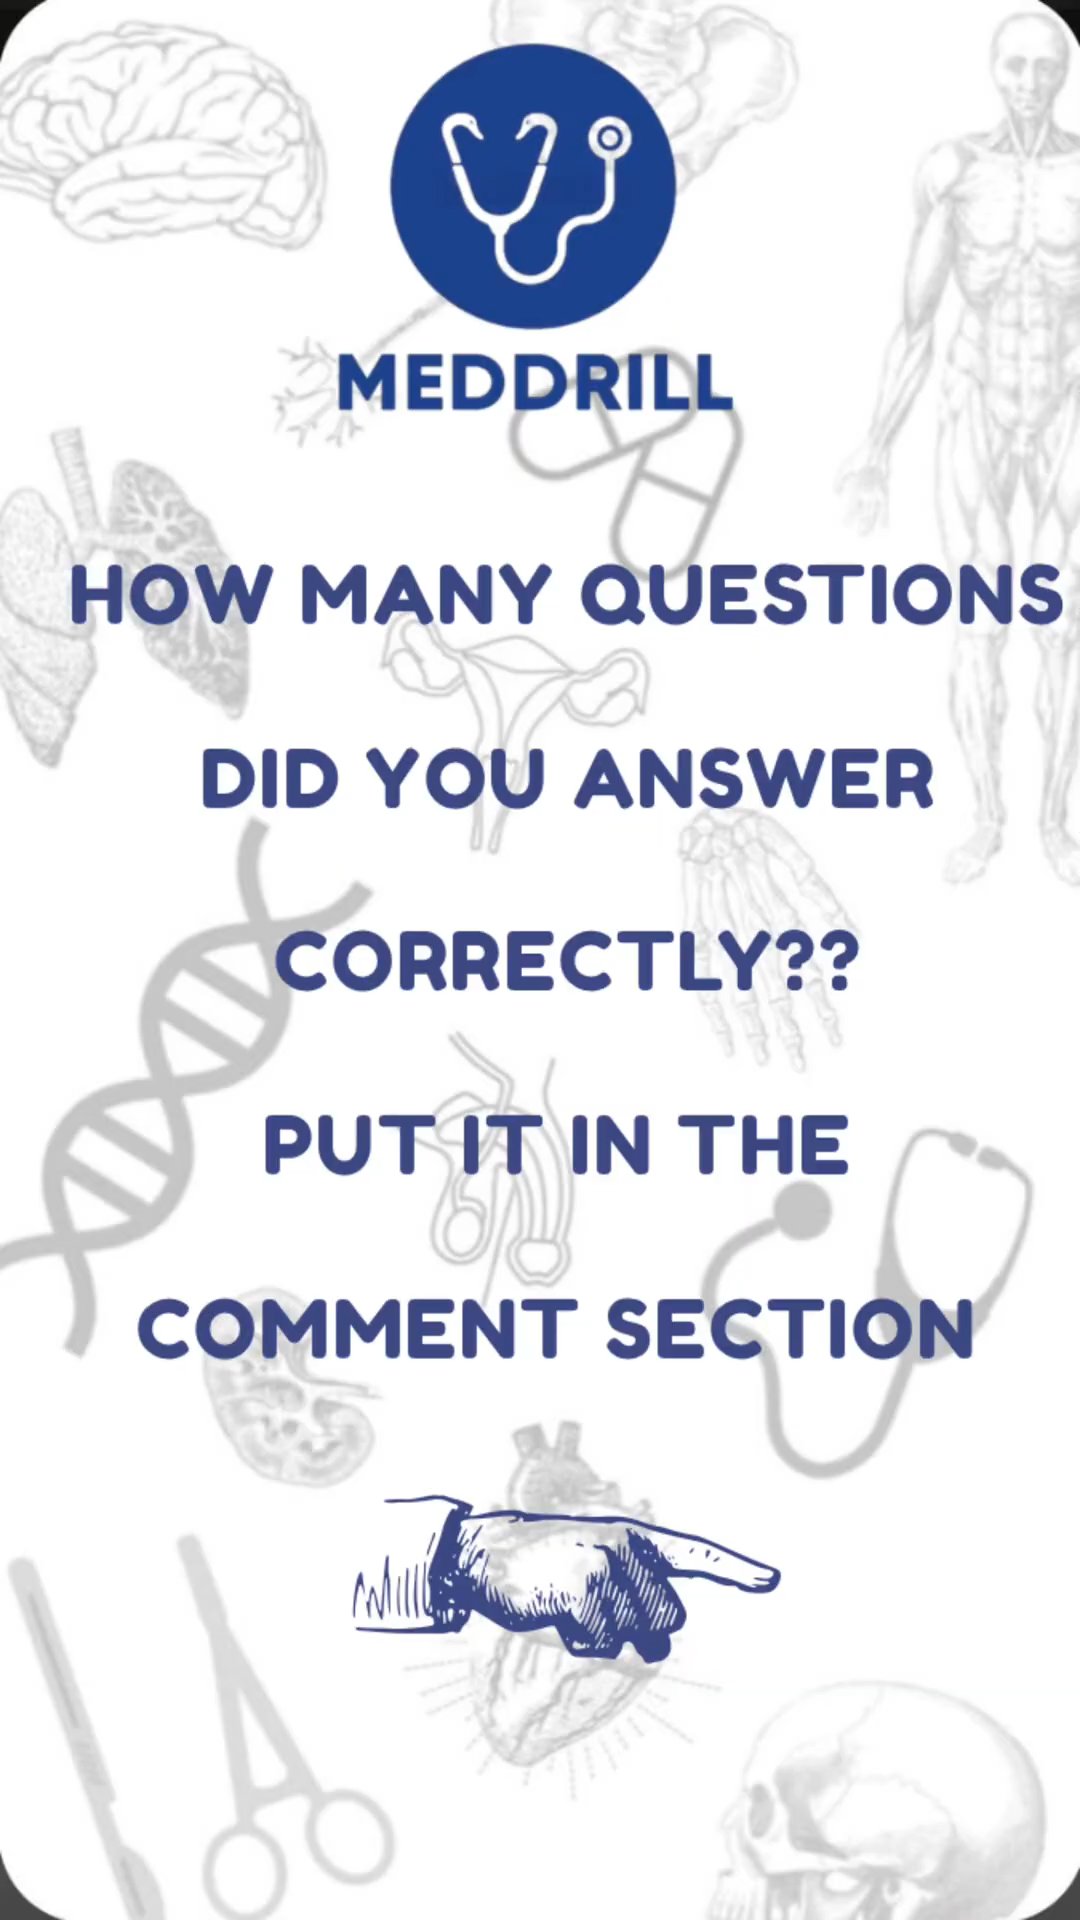 MEDDRILL
HOW MANY QUESTIONS
DID YOU ANSWER
CORRECTLY??
PUT IT IN THE
COMMENT SECTION